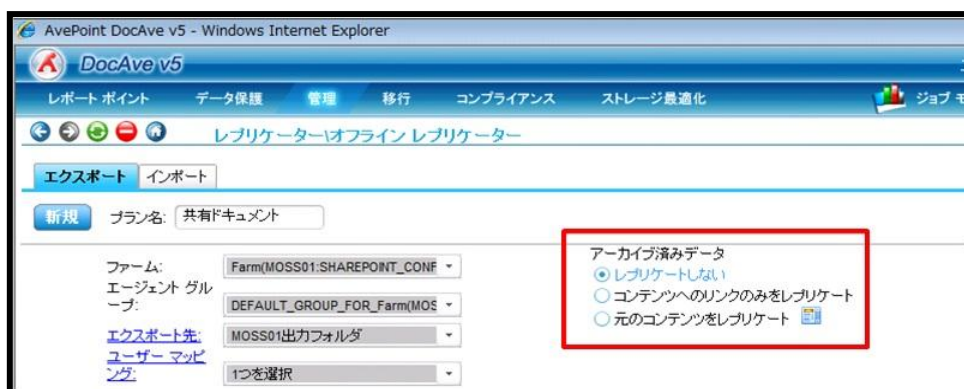 AvePoint DocAve v5 - Windows Internet Explorer
DocAve v5
レポート ポイント データ保護 管理 移行 コンプライアンス ストレージ最適化 ジョブ モ
レプリケーター\オフライン レプリケーター
エクスポート インポート
新規 プラン名: 共有ドキュメント
アーカイブ済みデータ
ファーム: Farm(MOSS01:SHAREPOINT_CONF
レプリケートしない
エージェント グル
ープ: DEFAULT_GROUP_FOR_Farm(MOS
コンテンツへのリンクのみをレプリケート
元のコンテンツをレプリケート
エクスポート先: MOSS01出力フォルダ
ユーザー マッピ
ング: 1つを選択